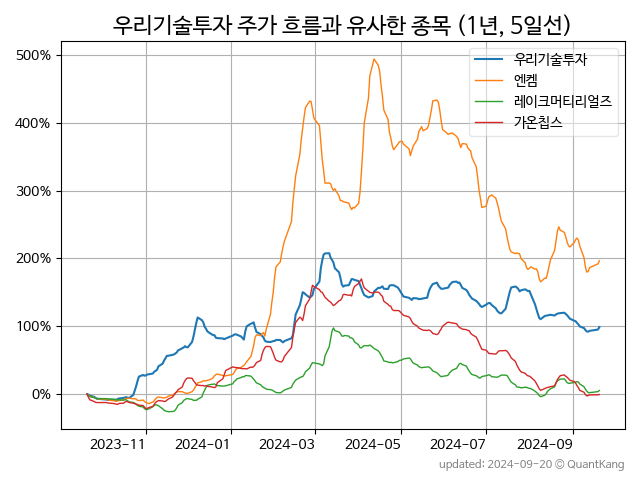 우리기술투자 주가 흐름과 유사한 종목 (1년, 5일선)
우리기술투자
엔켐
레이크머티리얼즈
가온칩스
500%
400%
300%
200%
100%
0%
2023-11 2024-01 2024-03 2024-05 2024-07 2024-09
updated: 2024-09-20 © QuantKang